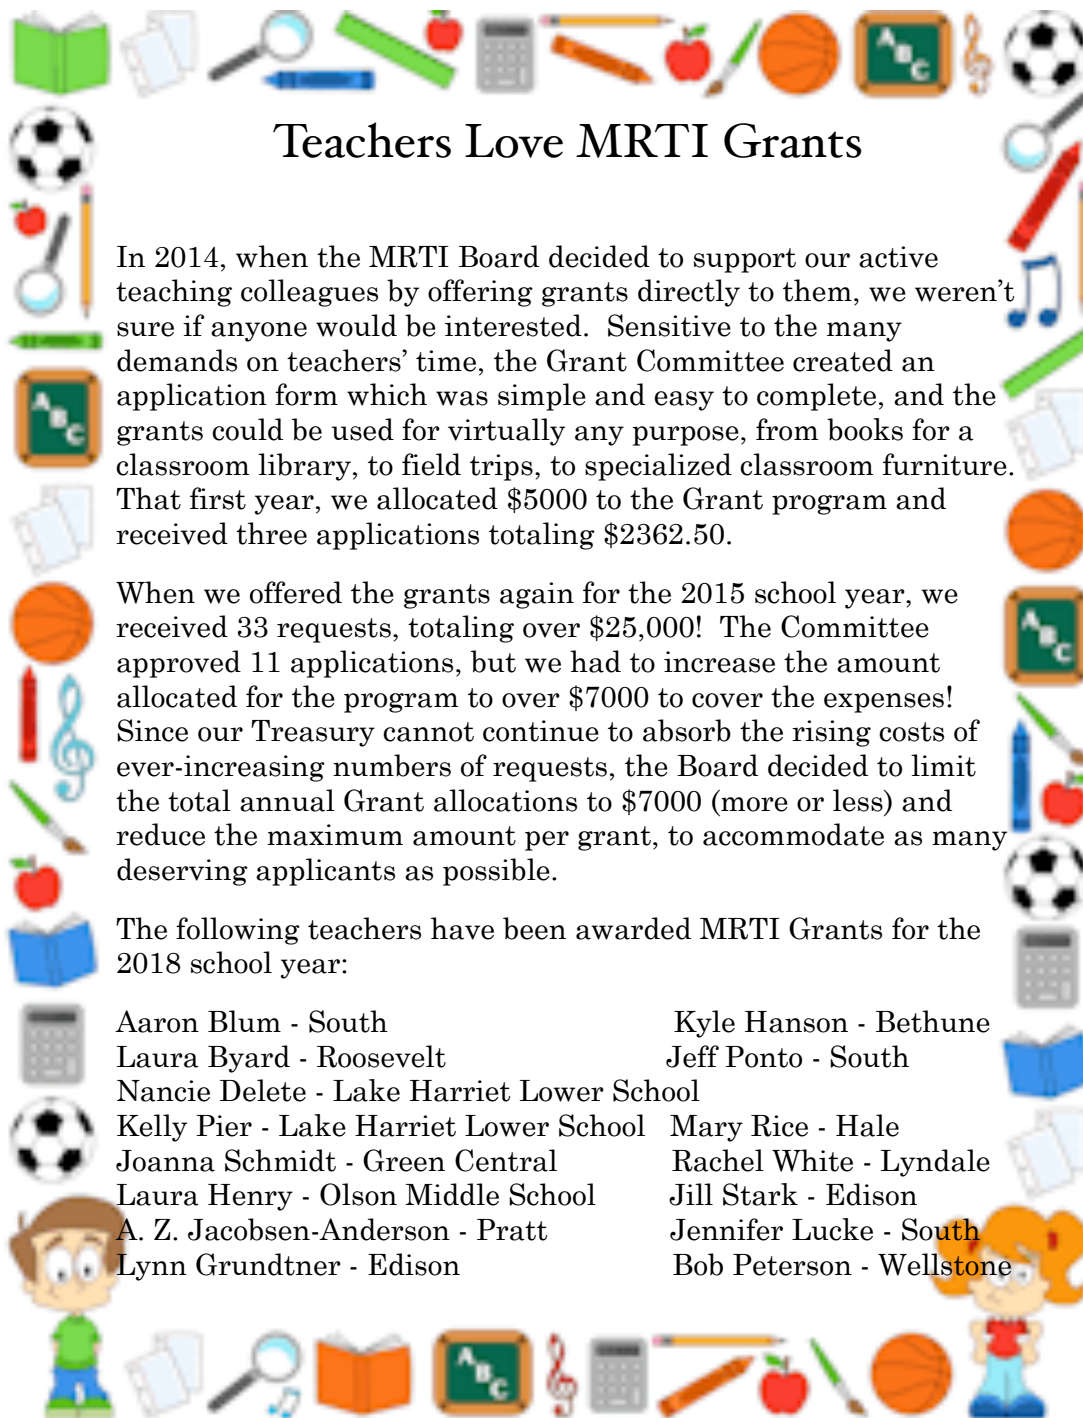 Teachers Love MRTI Grants
In 2014, when the MRTI Board decided to support our active
teaching colleagues by offering grants directly to them, we weren’t
sure if anyone would be interested.  Sensitive to the many
demands on teachers’ time, the Grant Committee created an
application form which was simple and easy to complete, and the
grants could be used for virtually any purpose, from books for a
classroom library, to field trips, to specialized classroom furniture.
That first year, we allocated $5000 to the Grant program and
received three applications totaling $2362.50.
When we offered the grants again for the 2015 school year, we
received 33 requests, totaling over $25,000!  The Committee
approved 11 applications, but we had to increase the amount
allocated for the program to over $7000 to cover the expenses!
Since our Treasury cannot continue to absorb the rising costs of
ever-increasing numbers of requests, the Board decided to limit
the total annual Grant allocations to $7000 (more or less) and
reduce the maximum amount per grant, to accommodate as many
deserving applicants as possible.
The following teachers have been awarded MRTI Grants for the
2018 school year:
Aaron Blum - South Kyle Hanson - Bethune
Laura Byard - Roosevelt Jeff Ponto - South
Nancie Delete - Lake Harriet Lower School
Kelly Pier - Lake Harriet Lower School Mary Rice - Hale
Joanna Schmidt - Green Central Rachel White - Lyndale
Laura Henry - Olson Middle School Jill Stark - Edison
A. Z. Jacobsen-Anderson - Pratt Jennifer Lucke - South
Lynn Grundtner - Edison Bob Peterson - Wellstone
ABC
ABC
ABC
ABC